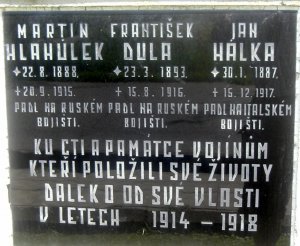 MARTIN FRANTIŠEK JAN
HLAHŮLEK DULA HÁLKA
22.8.1888. 23.3.1893. 30.1.1887.
+20.9.1915. +15.8.1916. +15.12.1917.
PADL NA RUSKÉM PADL NA RUSKÉM PADL NA ITALSKÉM
BOJIŠTI. BOJIŠTI. BOJIŠTI.
KU CTI A PAMÁTCE VOJÍNŮM
KTEŘÍ POLOŽILI SVÉ ŽIVOTY
DALEKO OD SVÉ VLASTI
V LETECH 1914 – 1918